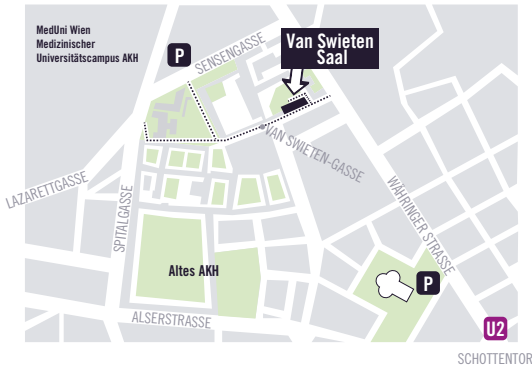 MedUni Wien
Medizinischer
Universitätscampus AKH
P
SENSENGASSE
Van Swieten
Saal
VAN SWIETEN-GASSE
LAZARETTGASSE
SPITALGASSE
WÄHRINGER STRASSE
Altes AKH
P
ALSERSTRASSE
U2
SCHOTTENTOR